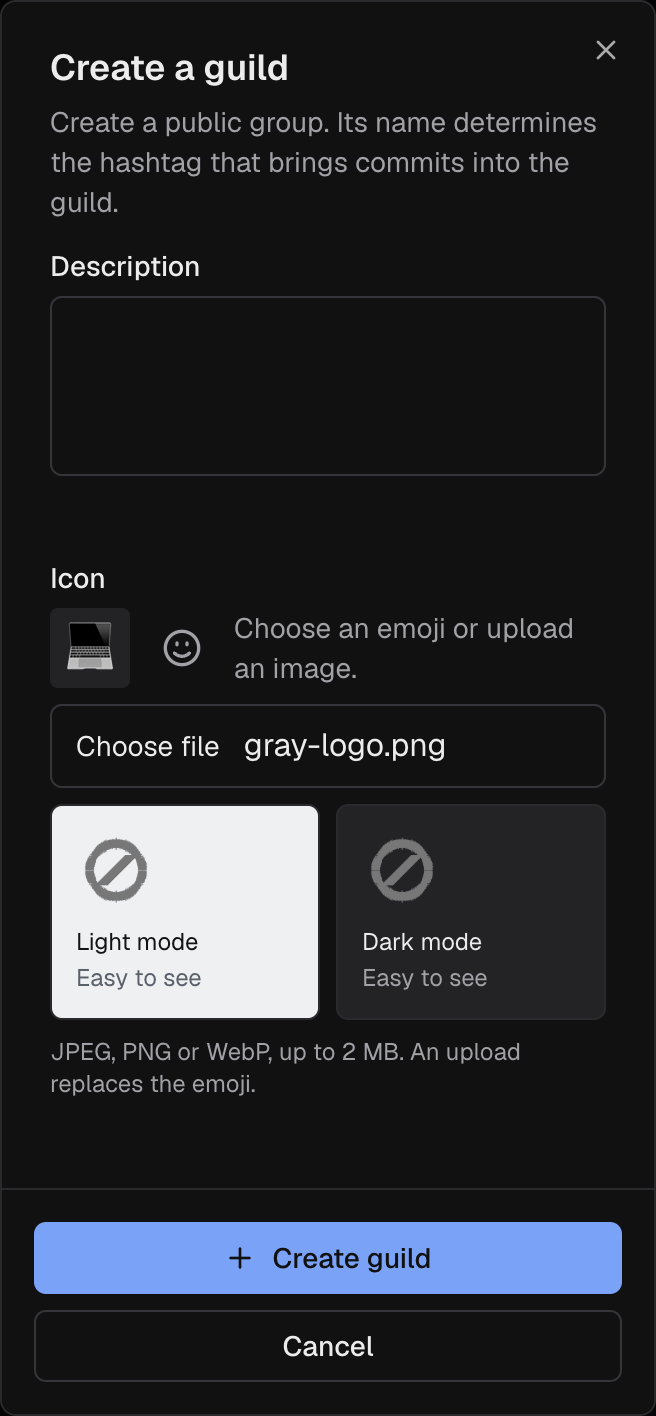 Create a guild
Create a public group. Its name determines
the hashtag that brings commits into the
guild.
Description
Icon
Choose an emoji or upload
an image.
Choose file gray-logo.png
Light mode
Easy to see
Dark mode
Easy to see
JPEG, PNG or WebP, up to 2 MB. An upload
replaces the emoji.
Create guild
Cancel